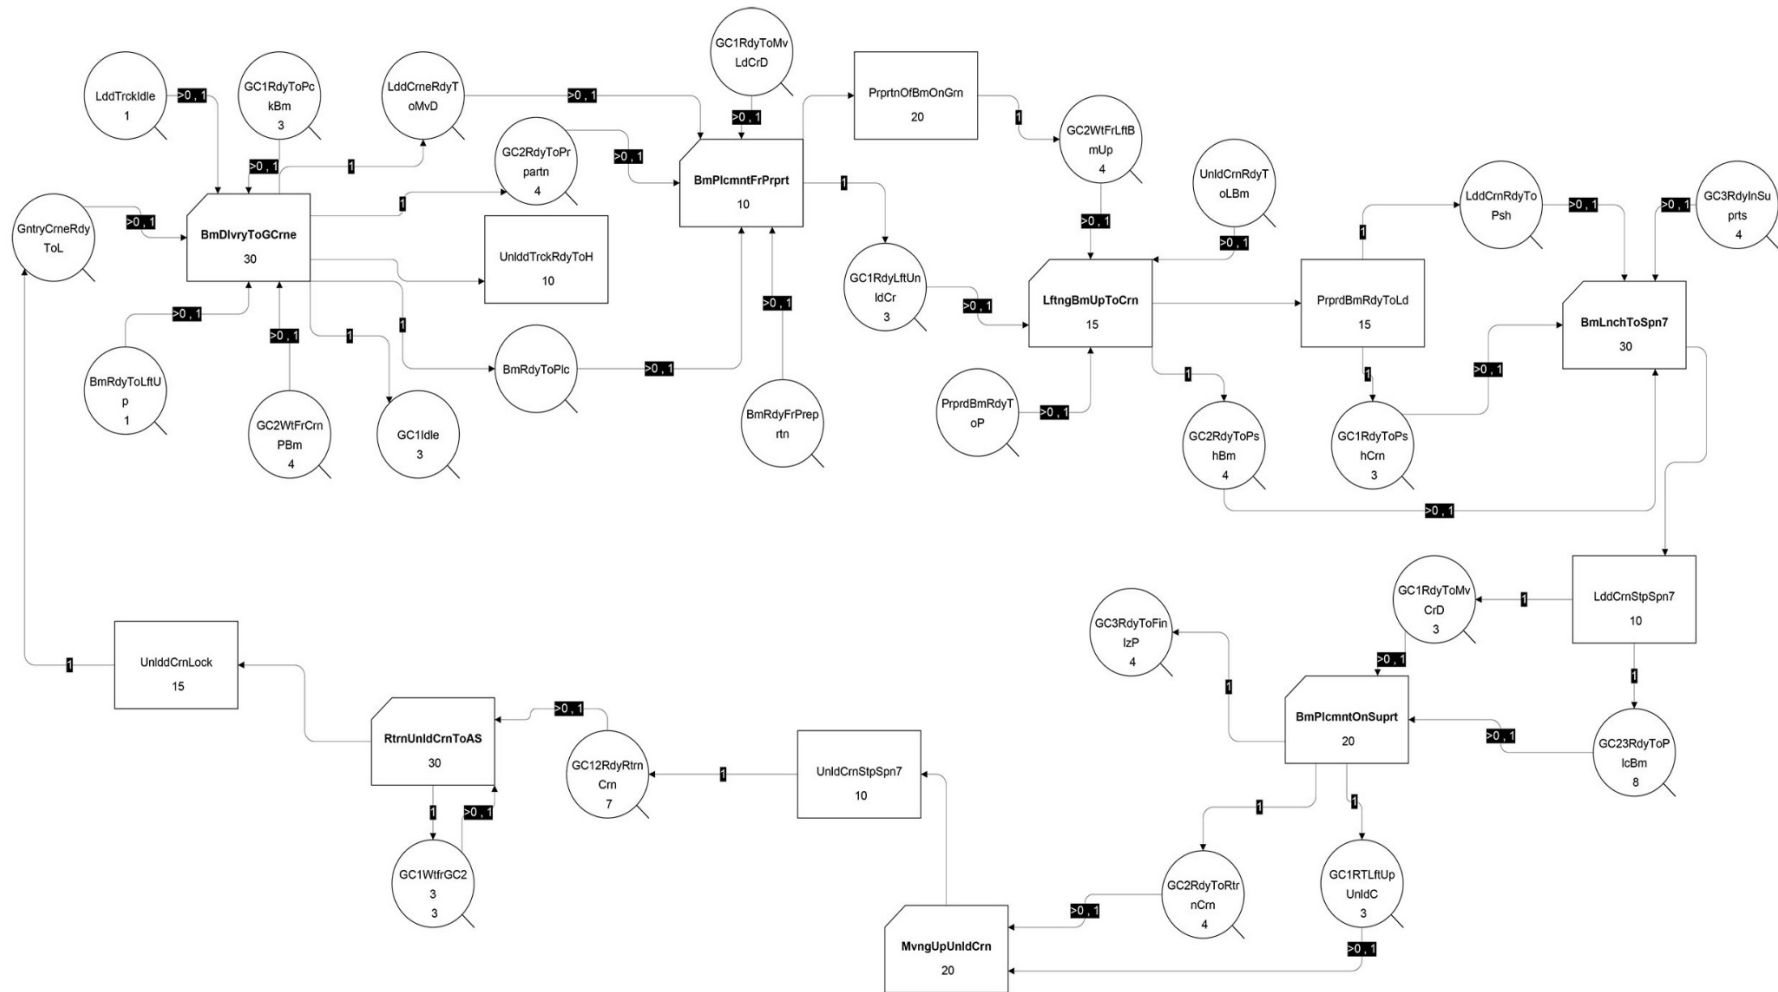 LddTrckIdle
1
>0 , 1
GC1RdyToPc
kBm
3
>0 , 1
LddCrneRdyT
oMvD
>0 , 1
1
GC1RdyToMv
LdCrD
>0 , 1
GC2RdyToPr
partn
4
>0 , 1
1
GntryCrneRdy
ToL
>0 , 1
BmDlvryToGCrne
30
UnlddTrckRdyToH
10
BmPlcmntFrPrprt
10
PrprtnOfBmOnGrn
20
1
GC2WtFrLftB
mUp
4
>0 , 1
1
GC1RdyLftUn
ldCr
3
>0 , 1
BmRdyToLftU
p
1
>0 , 1
GC2WtFrCrn
PBm
4
>0 , 1
1
GC1Idle
3
1
BmRdyToPlc
>0 , 1
BmRdyFrPrep
rtn
>0 , 1
UnldCrnRdyT
oLBm
>0 , 1
LftngBmUpToCrn
15
PrprdBmRdyT
oP
>0 , 1
1
GC2RdyToPs
hBm
4
>0 , 1
PrprdBmRdyToLd
15
1
LddCrnRdyTo
Psh
>0 , 1
1
GC1RdyToPs
hCrn
3
>0 , 1
GC3RdyInSu
prts
4
>0 , 1
BmLnchToSpn7
30
LddCrnStpSpn7
10
1
GC1RdyToMv
CrD
3
>0 , 1
1
GC23RdyToP
lcBm
8
>0 , 1
GC3RdyToFin
lzP
4
1
BmPlcmntOnSuprt
20
1
GC2RdyToRtr
nCrn
4
>0 , 1
1
GC1RTLftUp
UnldC
3
>0 , 1
MvngUpUnldCrn
20
UnldCrnStpSpn7
10
1
GC12RdyRtrn
Crn
7
>0 , 1
RtrnUnldCrnToAS
30
1
GC1WtfrGC2
3
3
>0 , 1
UnlddCrnLock
15
1